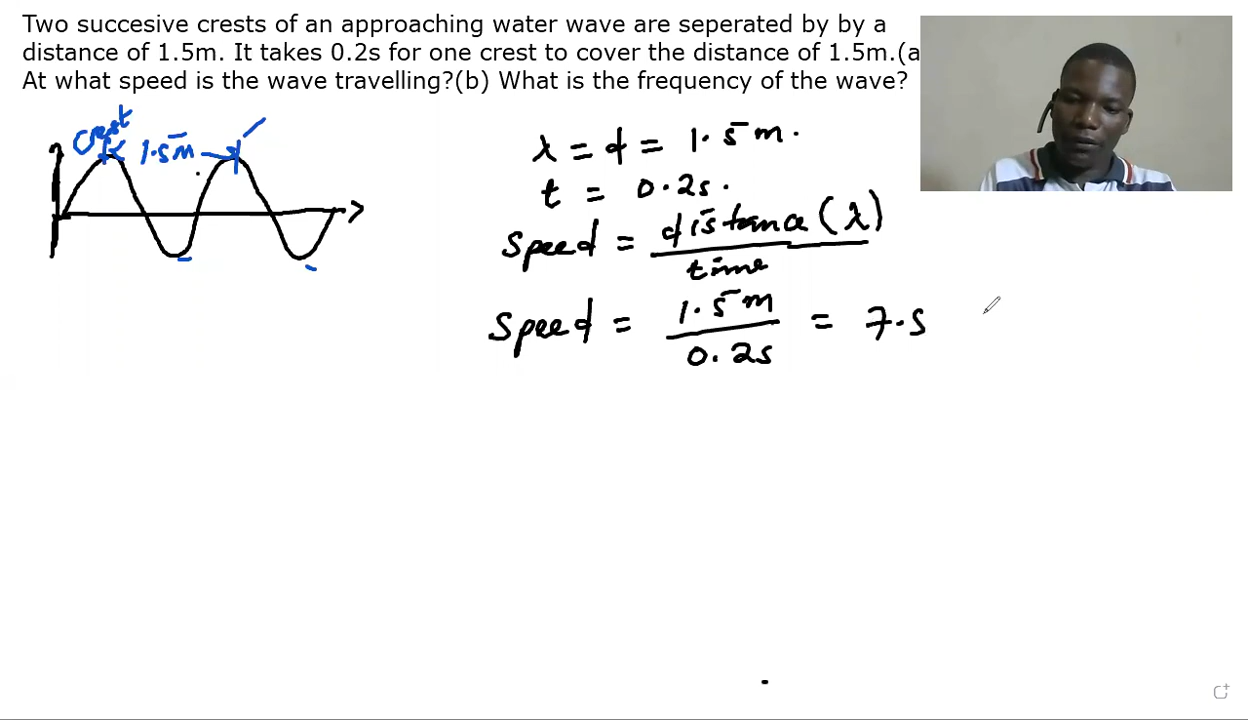 Two succesive crests of an approaching water wave are seperated by by a
distance of 1.5m. It takes 0.2s for one crest to cover the distance of 1.5m.(a
At what speed is the wave travelling?(b) What is the frequency of the wave?
Crest
1.5m
λ = d = 1.5m.
t = 0.2s.
Speed = distance(λ)
time
Speed = 1.5m = 7.5
0.2s